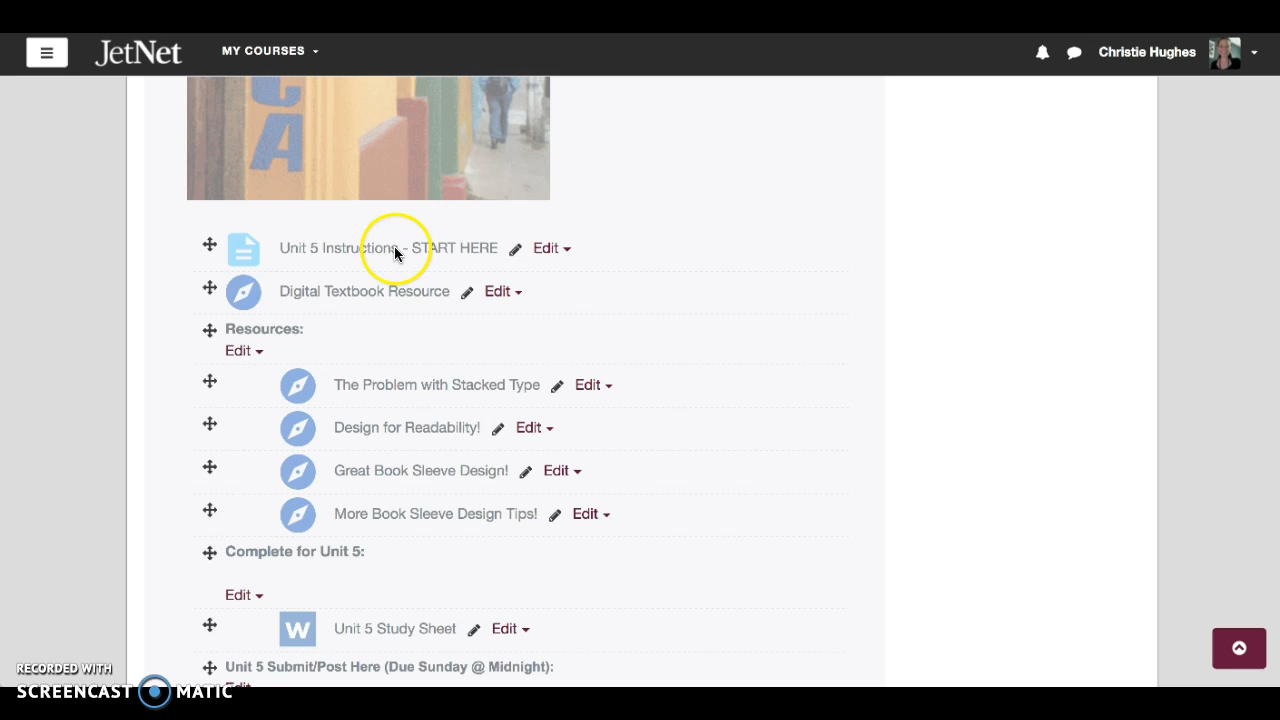 JetNet MY COURSES Christie Hughes
CA
Unit 5 Instructions - START HERE Edit
Digital Textbook Resource Edit
Resources:
Edit
The Problem with Stacked Type Edit
Design for Readability! Edit
Great Book Sleeve Design! Edit
More Book Sleeve Design Tips! Edit
Complete for Unit 5:
Edit
W Unit 5 Study Sheet Edit
Unit 5 Submit/Post Here (Due Sunday @ Midnight):
Edit
RECORDED WITH
SCREENCAST MATIC